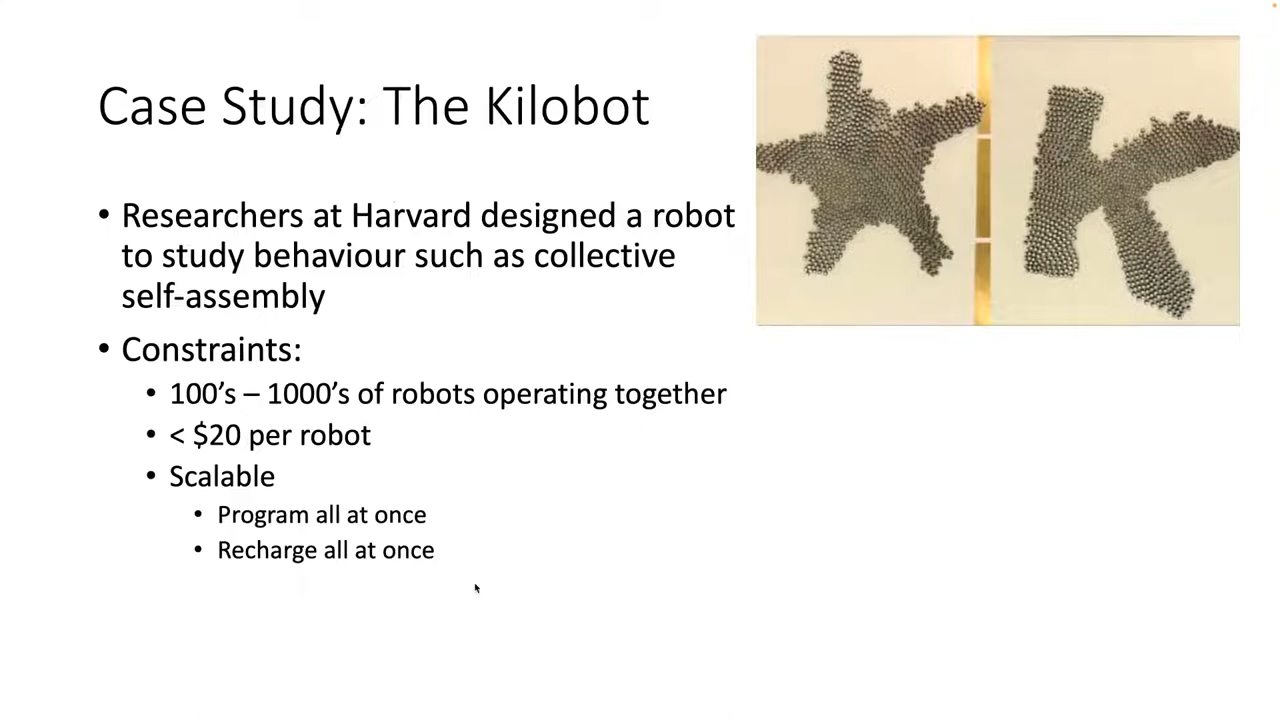 Case Study: The Kilobot
• Researchers at Harvard designed a robot
to study behaviour such as collective
self-assembly
• Constraints:
• 100’s – 1000’s of robots operating together
• < $20 per robot
• Scalable
• Program all at once
• Recharge all at once